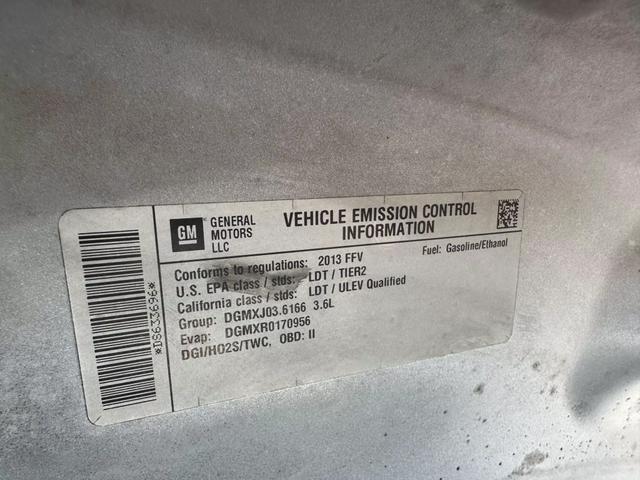 *DS633696*
GM
GENERAL
MOTORS
LLC
VEHICLE EMISSION CONTROL
INFORMATION
Conforms to regulations: 2013 FFV
Fuel: Gasoline/Ethanol
U.S. EPA class / stds: LDT / TIER2
California class / stds: LDT / ULEV Qualified
Group: DGMXJ03.6166 3.6L
Evap: DGMXR0170956
DGI/HO2S/TWC, OBD: II